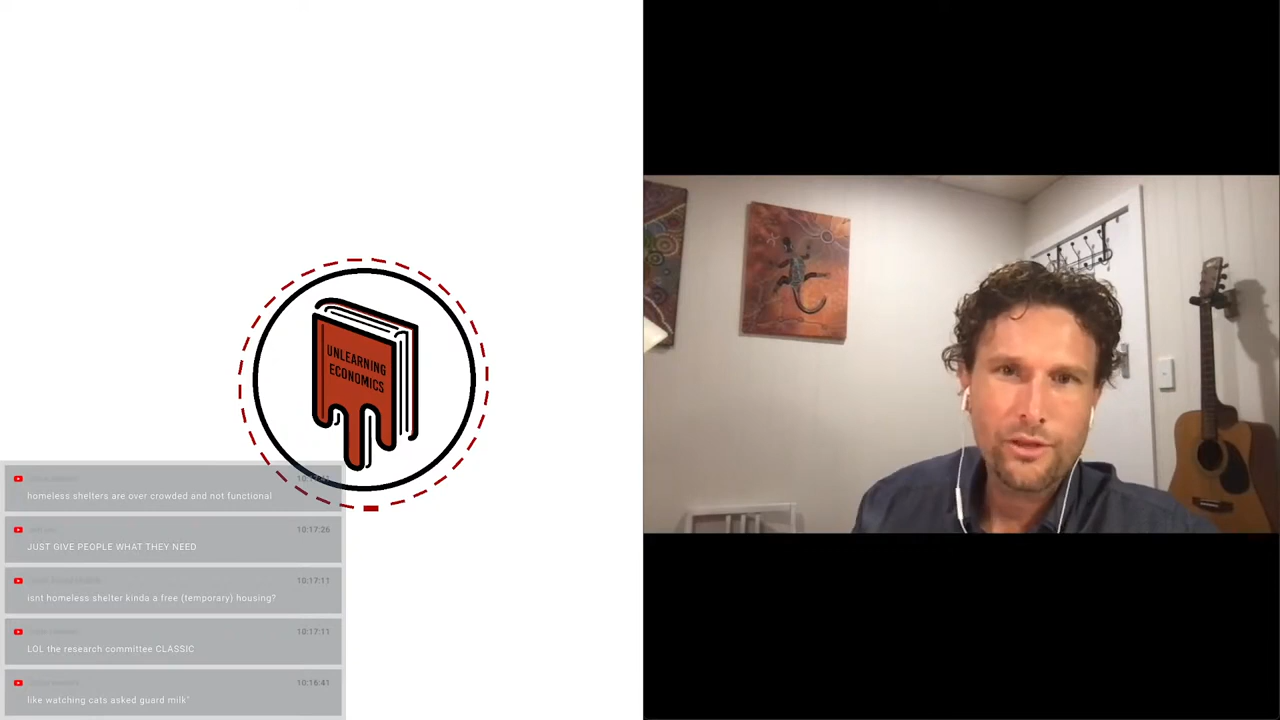 UNLEARNING
ECONOMICS
homeless shelters are over crowded and not functional
10:17:26
JUST GIVE PEOPLE WHAT THEY NEED
10:17:11
isnt homeless shelter kinda a free (temporary) housing?
10:17:11
LOL the research committee CLASSIC
10:16:41
like watching cats asked guard milk"